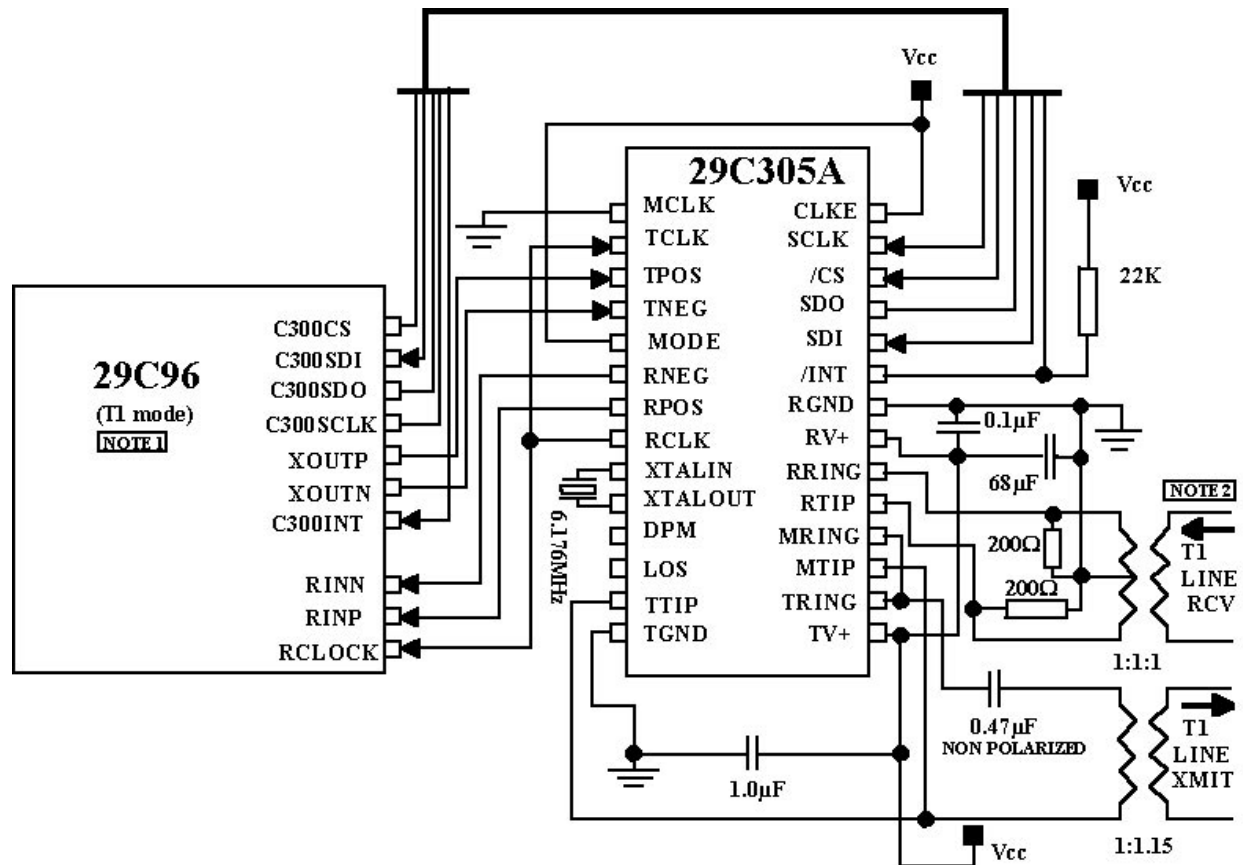 Vcc
29C305A
MCLK
TCLK
TPOS
TNEG
MODE
RNEG
RPOS
RCLK
XTALIN
XTALOUT
DPM
LOS
TTIP
TGND
CLKE
SCLK
/CS
SDO
SDI
/INT
RGND
RV+
RRING
RTIP
MRING
MTIP
TRING
TV+
Vcc
22K
29C96
(T1 mode)
NOTE 1
C300CS
C300SDI
C300SDO
C300SCLK
XOUTP
XOUTN
C300INT
RINN
RINP
RCLOCK
6.176MHz
0.1µF
68µF
200Ω
200Ω
NOTE 2
T1
LINE
RCV
1:1:1
0.47µF
NON POLARIZED
T1
LINE
XMIT
1:1.15
1.0µF
Vcc